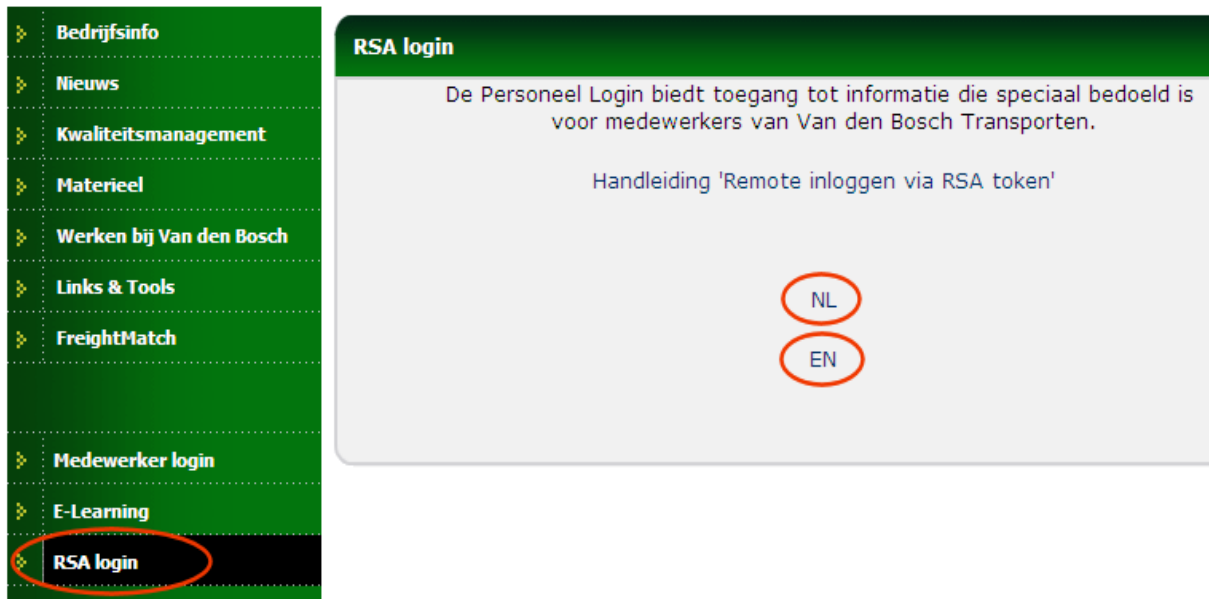 Bedrijfsinfo
Nieuws
Kwaliteitsmanagement
Materieel
Werken bij Van den Bosch
Links & Tools
FreightMatch
Medewerker login
E-Learning
RSA login
RSA login
De Personeel Login biedt toegang tot informatie die speciaal bedoeld is
voor medewerkers van Van den Bosch Transporten.
Handleiding 'Remote inloggen via RSA token'
NL
EN